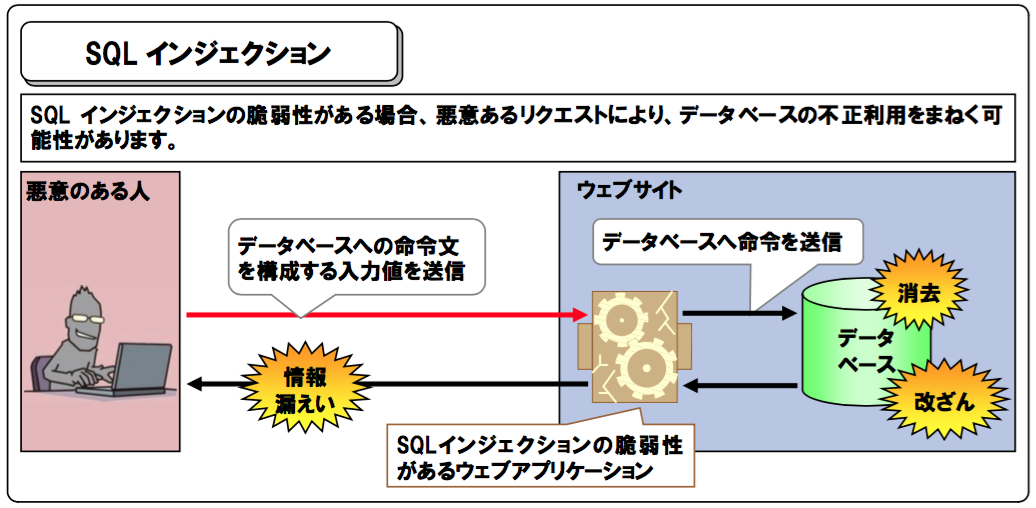 SQL インジェクション
SQL インジェクションの脆弱性がある場合、悪意あるリクエストにより、データベースの不正利用をまねく可
能性があります。
悪意のある人
ウェブサイト
データベースへの命令文
を構成する入力値を送信
データベースへ命令を送信
消去
データ
ベース
改ざん
情報
漏えい
SQLインジェクションの脆弱性
があるウェブアプリケーション